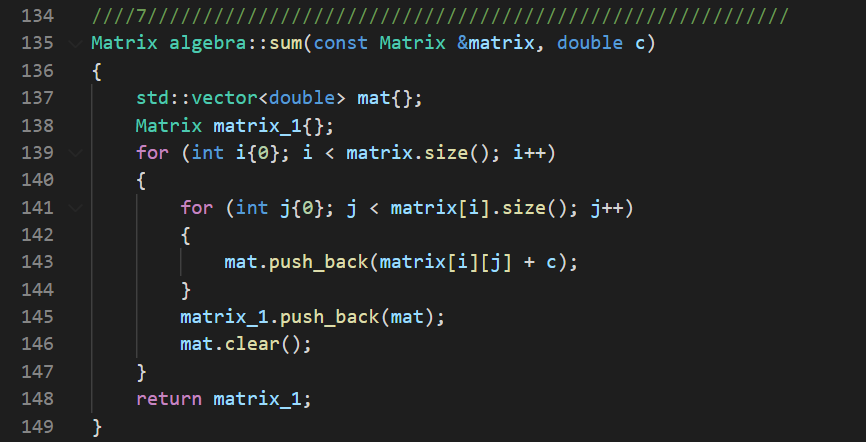 134 ////7//////////////////////////////////////////////////////////
135 Matrix algebra::sum(const Matrix &matrix, double c)
136 {
137     std::vector<double> mat{};
138     Matrix matrix_1{};
139     for (int i{0}; i < matrix.size(); i++)
140     {
141         for (int j{0}; j < matrix[i].size(); j++)
142         {
143             mat.push_back(matrix[i][j] + c);
144         }
145         matrix_1.push_back(mat);
146         mat.clear();
147     }
148     return matrix_1;
149 }